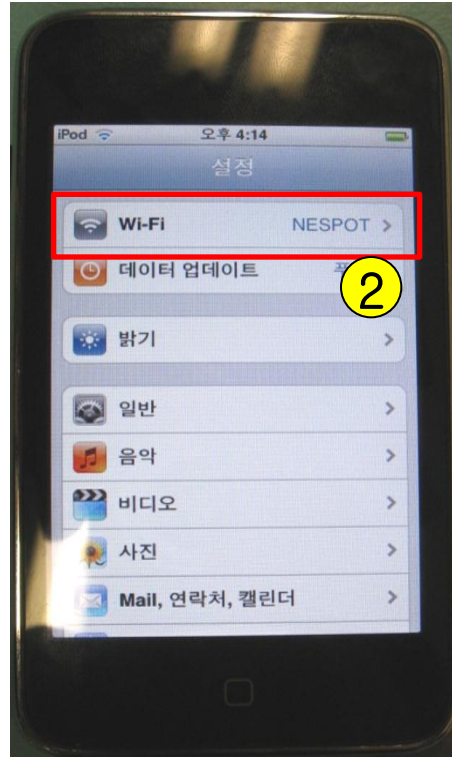 iPod 오후 4:14
설정
Wi-Fi NESPOT
데이터 업데이트
2
밝기
일반
음악
비디오
사진
Mail, 연락처, 캘린더